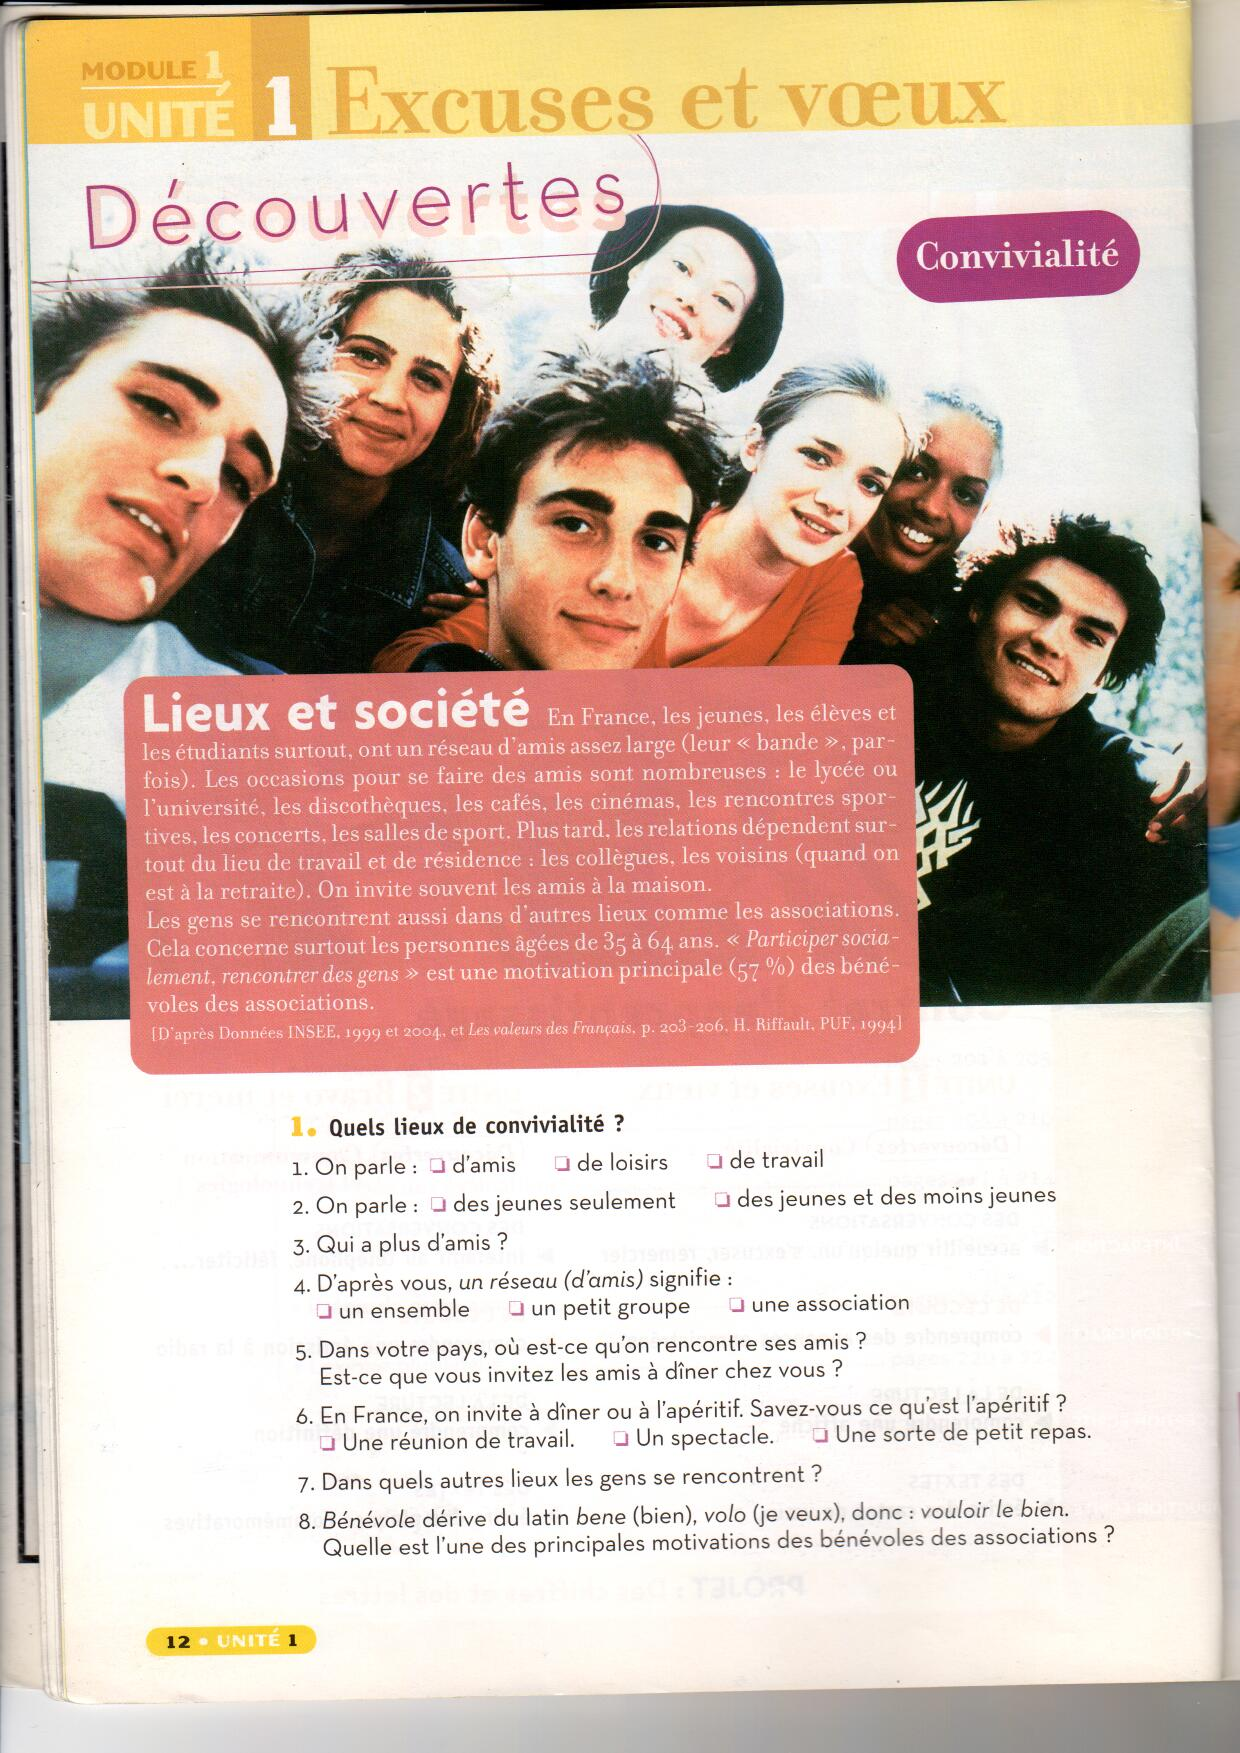 MODULE 1
UNITÉ 1 Excuses et vœux
Découvertes
Convivialité
Lieux et société En France, les jeunes, les élèves et
les étudiants surtout, ont un réseau d'amis assez large (leur « bande », par-
fois). Les occasions pour se faire des amis sont nombreuses : le lycée ou
l'université, les discothèques, les cafés, les cinémas, les rencontres spor-
tives, les concerts, les salles de sport. Plus tard, les relations dépendent sur-
tout du lieu de travail et de résidence : les collègues, les voisins (quand on
est à la retraite). On invite souvent les amis à la maison.
Les gens se rencontrent aussi dans d'autres lieux comme les associations.
Cela concerne surtout les personnes âgées de 35 à 64 ans. « Participer socia-
lement, rencontrer des gens » est une motivation principale (57 %) des béné-
voles des associations.
[D'après Données INSEE, 1999 et 2004, et Les valeurs des Français, p. 203-206, H. Riffault, PUF, 1994]
1. Quels lieux de convivialité ?
1. On parle : ❏ d'amis ❏ de loisirs ❏ de travail
2. On parle : ❏ des jeunes seulement ❏ des jeunes et des moins jeunes
3. Qui a plus d'amis ?
4. D'après vous, un réseau (d'amis) signifie :
❏ un ensemble ❏ un petit groupe ❏ une association
5. Dans votre pays, où est-ce qu'on rencontre ses amis ?
Est-ce que vous invitez les amis à dîner chez vous ?
6. En France, on invite à dîner ou à l'apéritif. Savez-vous ce qu'est l'apéritif ?
❏ Une réunion de travail. ❏ Un spectacle. ❏ Une sorte de petit repas.
7. Dans quels autres lieux les gens se rencontrent ?
8. Bénévole dérive du latin bene (bien), volo (je veux), donc : vouloir le bien.
Quelle est l'une des principales motivations des bénévoles des associations ?
12 • UNITÉ 1